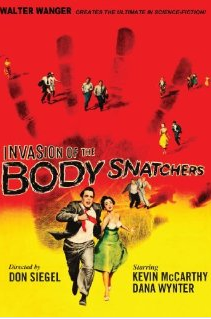 WALTER WANGER CREATES THE ULTIMATE IN SCIENCE-FICTION!
INVASION OF THE
BODY SNATCHERS
Directed by
DON SIEGEL
Starring
KEVIN McCARTHY
DANA WYNTER